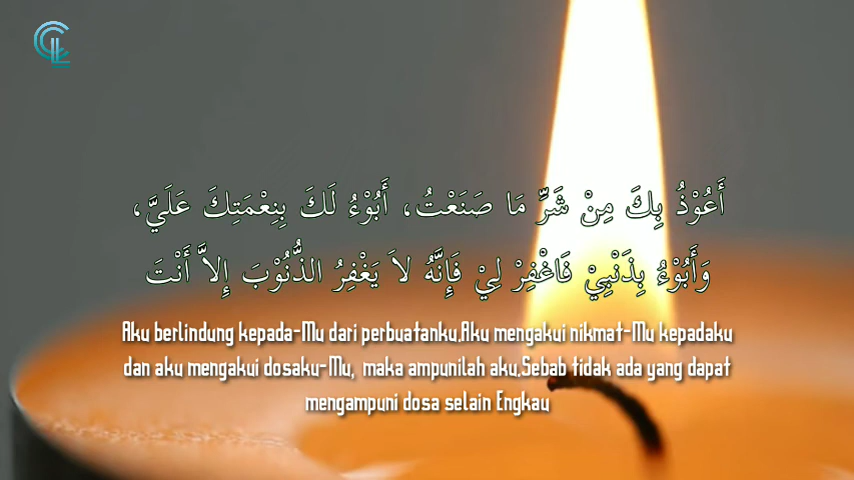 أَعُوْذُ بِكَ مِنْ شَرِّ مَا صَنَعْتُ، أَبُوْءُ لَكَ بِنِعْمَتِكَ عَلَيَّ،
وَأَبُوْءُ بِذَنْبِيْ فَاغْفِرْ لِيْ فَإِنَّهُ لاَ يَغْفِرُ الذُّنُوْبَ إِلاَّ أَنْتَ
Aku berlindung kepada-Mu dari perbuatanku.Aku mengakui nikmat-Mu kepadaku
dan aku mengakui dosaku-Mu, maka ampunilah aku.Sebab tidak ada yang dapat
mengampuni dosa selain Engkau